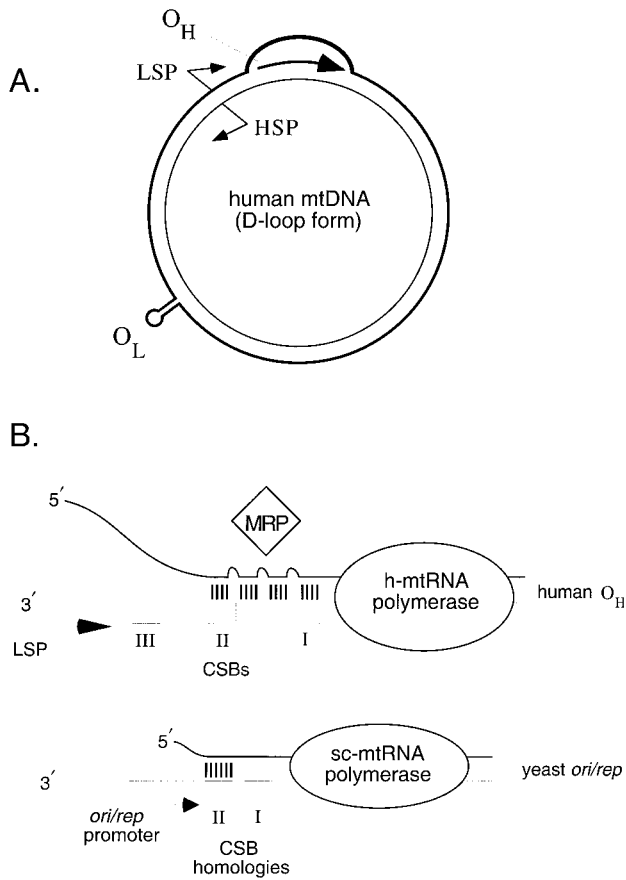 A.
O_H
LSP
HSP
human mtDNA
(D-loop form)
O_L
B.
5′
MRP
h-mtRNA
polymerase
human O_H
3′
LSP
III
II
I
CSBs
5′
sc-mtRNA
polymerase
yeast ori/rep
3′
ori/rep
promoter
II
I
CSB
homologies